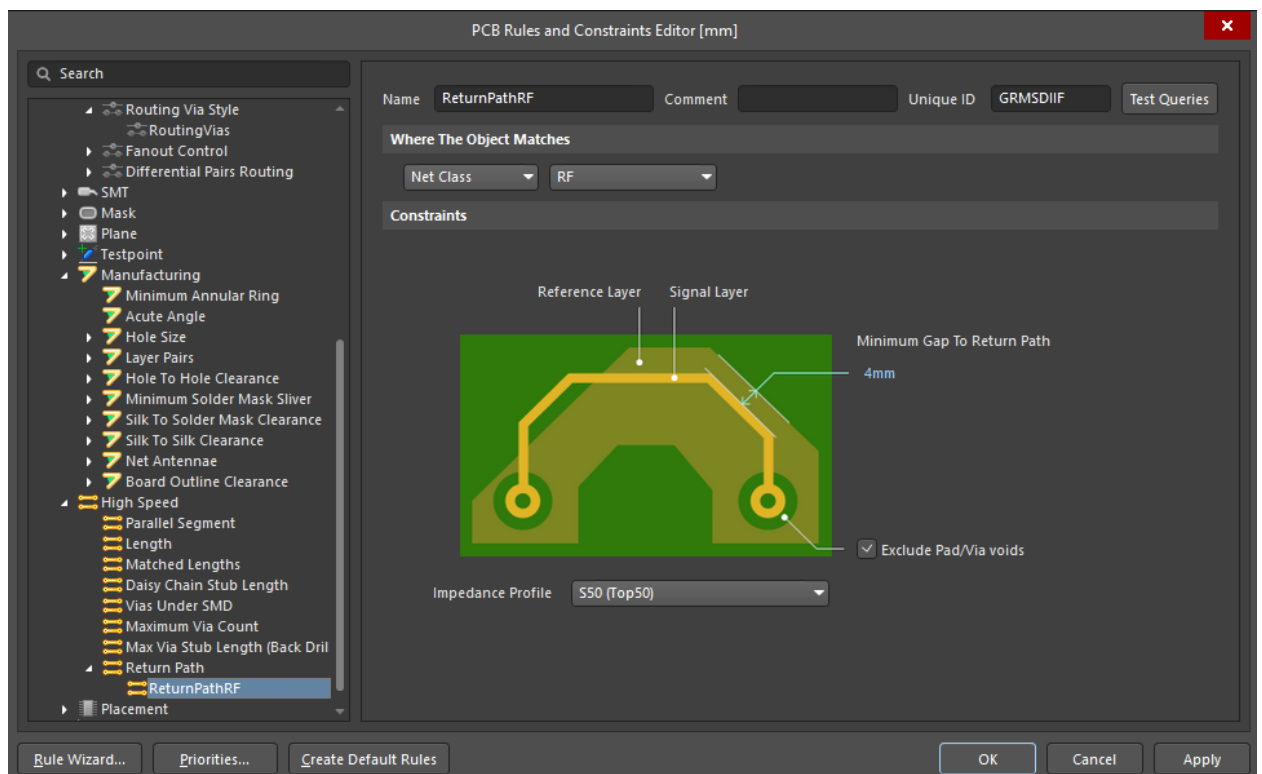 PCB Rules and Constraints Editor [mm]
Search
Routing Via Style
RoutingVias
Fanout Control
Differential Pairs Routing
SMT
Mask
Plane
Testpoint
Manufacturing
Minimum Annular Ring
Acute Angle
Hole Size
Layer Pairs
Hole To Hole Clearance
Minimum Solder Mask Sliver
Silk To Solder Mask Clearance
Silk To Silk Clearance
Net Antennae
Board Outline Clearance
High Speed
Parallel Segment
Length
Matched Lengths
Daisy Chain Stub Length
Vias Under SMD
Maximum Via Count
Max Via Stub Length (Back Dril
Return Path
ReturnPathRF
Placement
Name ReturnPathRF Comment Unique ID GRMSDIIF Test Queries
Where The Object Matches
Net Class RF
Constraints
Reference Layer Signal Layer
Minimum Gap To Return Path
4mm
Exclude Pad/Via voids
Impedance Profile S50 (Top50)
Rule Wizard... Priorities... Create Default Rules OK Cancel Apply